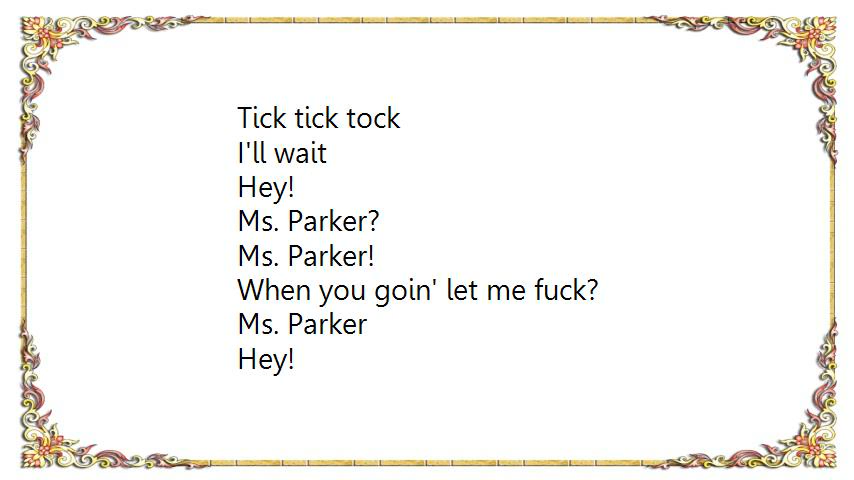 Tick tick tock
I'll wait
Hey!
Ms. Parker?
Ms. Parker!
When you goin' let me fuck?
Ms. Parker
Hey!